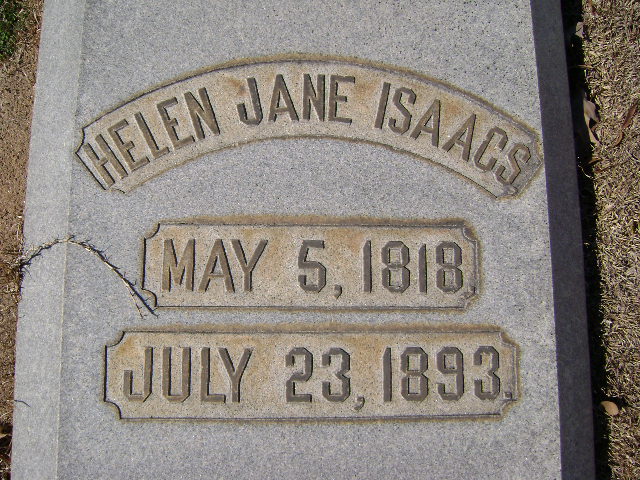 HELEN JANE ISAACS
MAY 5, 1818.
JULY 23, 1893.